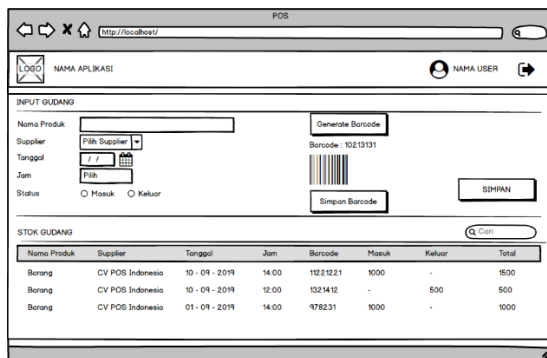 POS
http://localhost/
LOGO NAMA APLIKASI NAMA USER
INPUT GUDANG
Nama Produk
Generate Barcode
Supplier Pilih Supplier
Barcode : 10213131
Tanggal / /
Jam Pilih
Status Masuk Keluar
Simpan Barcode
SIMPAN
STOK GUDANG Cari
Nama Produk Supplier Tanggal Jam Barcode Masuk Keluar Total
Barang CV POS Indonesia 10 - 09 - 2019 14:00 11221221 1000 - 1500
Barang CV POS Indonesia 10 - 09 - 2019 12:00 1321412 - 500 500
Barang CV POS Indonesia 01 - 09 - 2019 14:00 978231 1000 - 1000